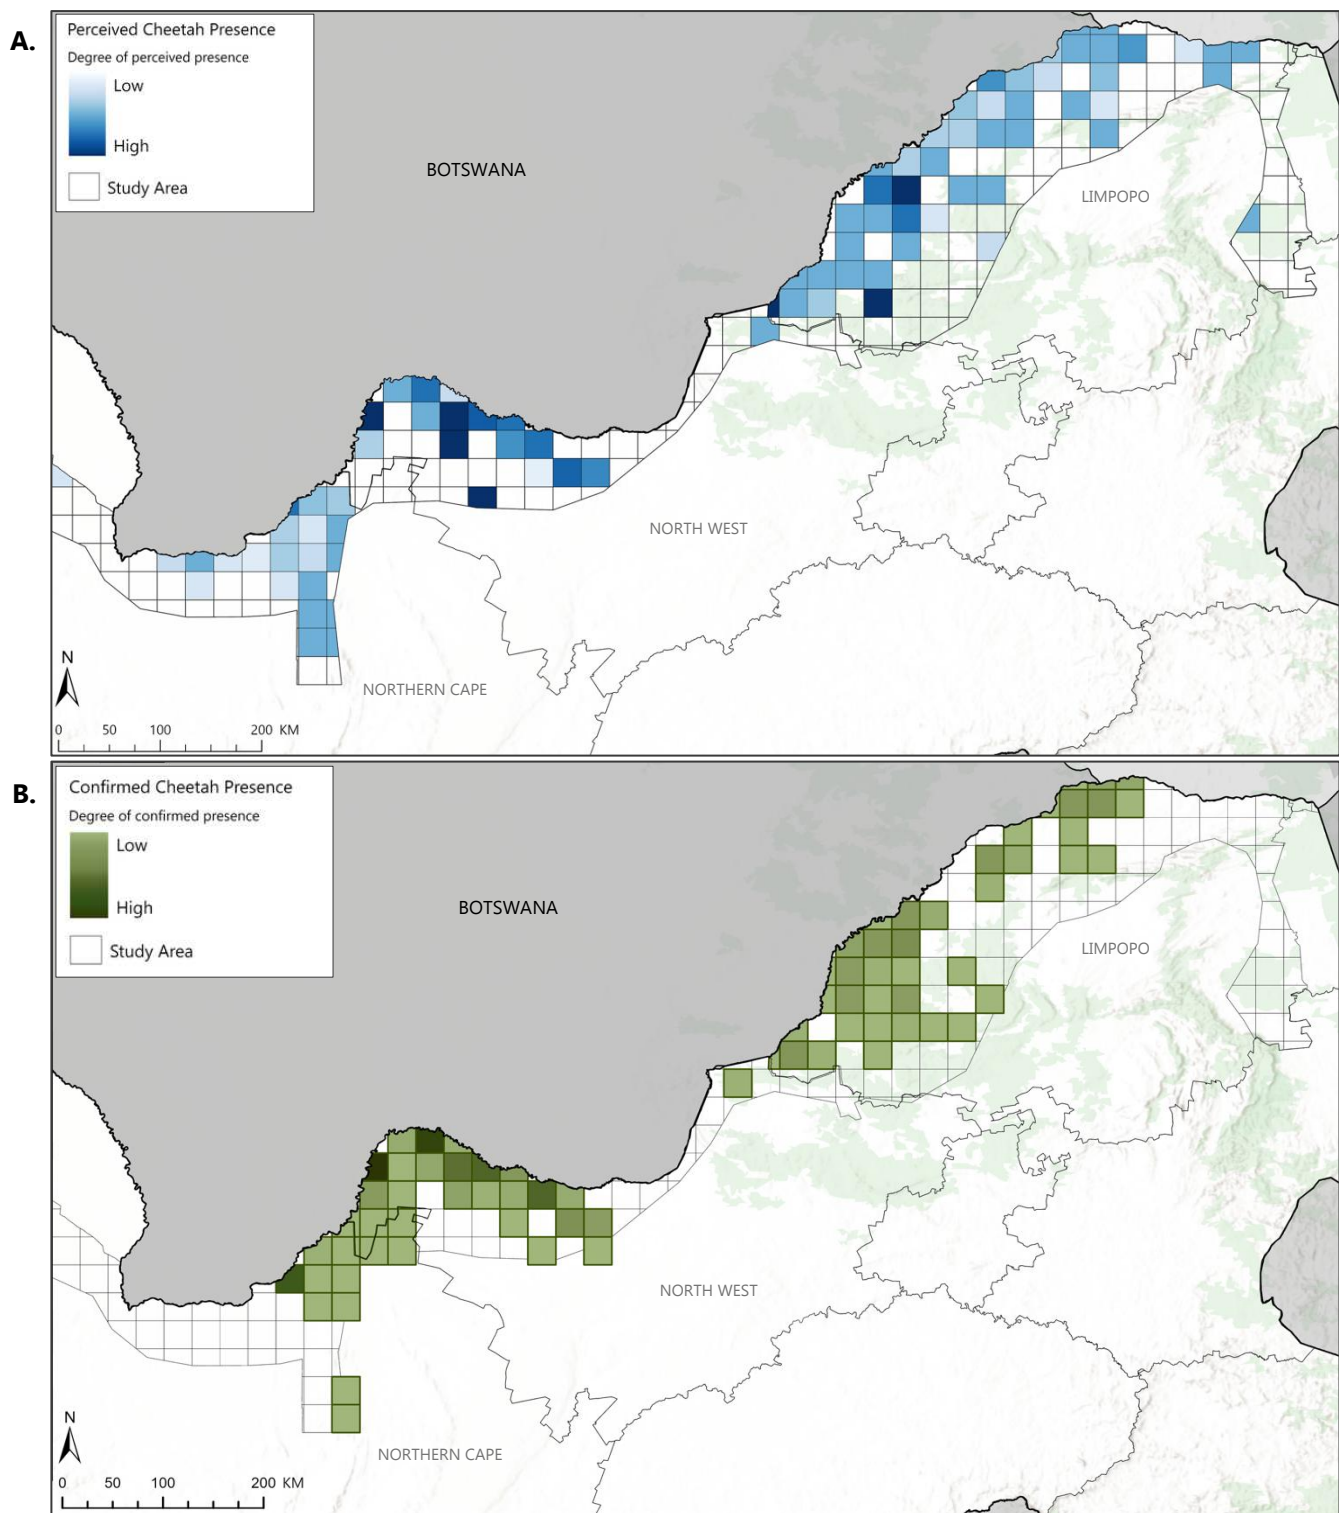 A.
Perceived Cheetah Presence
Degree of perceived presence
Low
High
Study Area
BOTSWANA
LIMPOPO
NORTH WEST
NORTHERN CAPE
N
0 50 100 200 KM
B.
Confirmed Cheetah Presence
Degree of confirmed presence
Low
High
Study Area
BOTSWANA
LIMPOPO
NORTH WEST
NORTHERN CAPE
N
0 50 100 200 KM